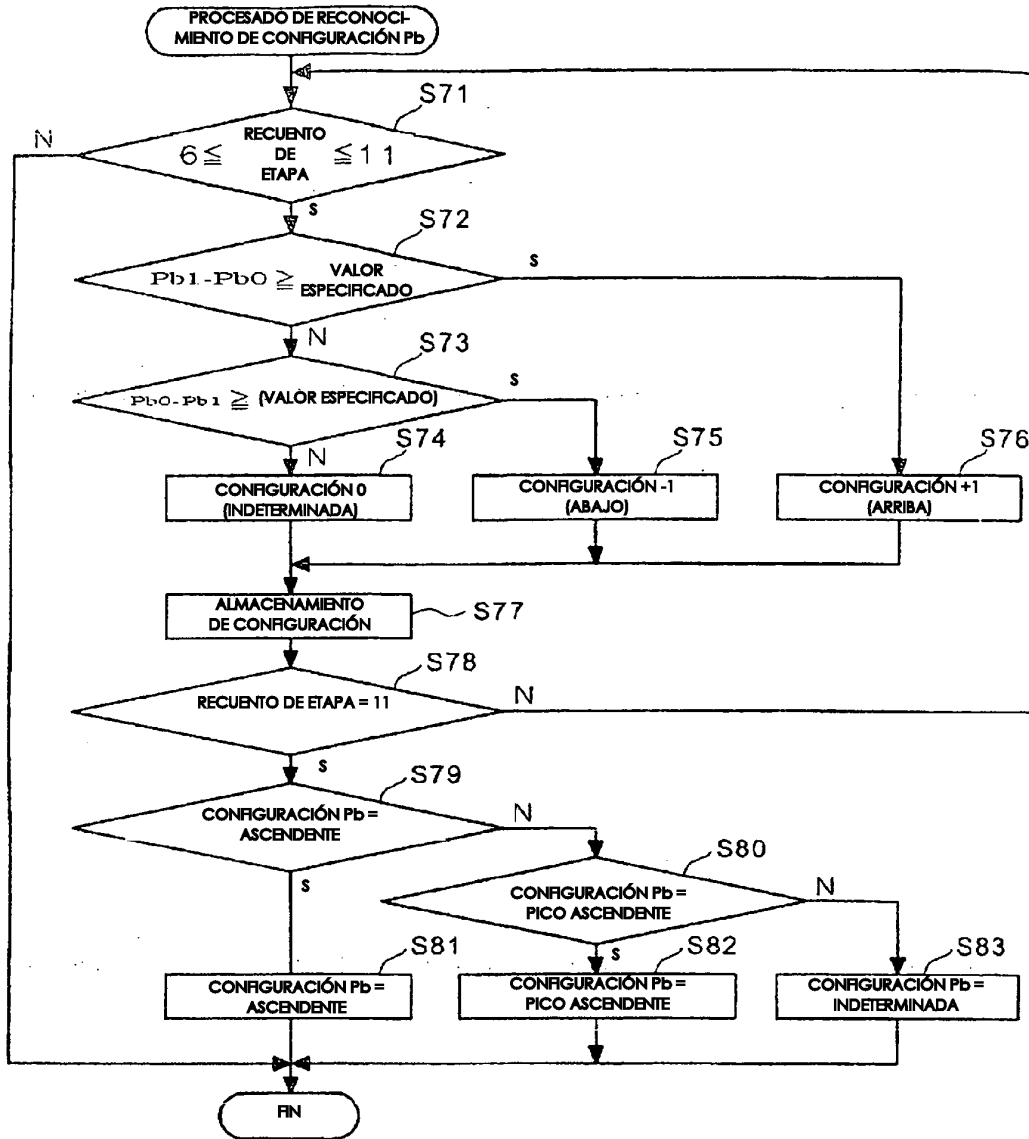 PROCESADO DE RECONOCI-
MIENTO DE CONFIGURACIÓN Pb
S71
N
6 ≦ RECUENTO DE ETAPA ≦ 11
S
S72
Pb1-Pb0 ≧ VALOR ESPECIFICADO
S
N
S73
Pb0-Pb1 ≧ (VALOR ESPECIFICADO)
S
N
S74
CONFIGURACIÓN 0
(INDETERMINADA)
S75
CONFIGURACIÓN -1
(ABAJO)
S76
CONFIGURACIÓN +1
(ARRIBA)
ALMACENAMIENTO
DE CONFIGURACIÓN
S77
S78
RECUENTO DE ETAPA = 11
N
S
S79
CONFIGURACIÓN Pb =
ASCENDENTE
N
S
S80
CONFIGURACIÓN Pb =
PICO ASCENDENTE
N
S
S81
CONFIGURACIÓN Pb =
ASCENDENTE
S82
CONFIGURACIÓN Pb =
PICO ASCENDENTE
S83
CONFIGURACIÓN Pb =
INDETERMINADA
FIN